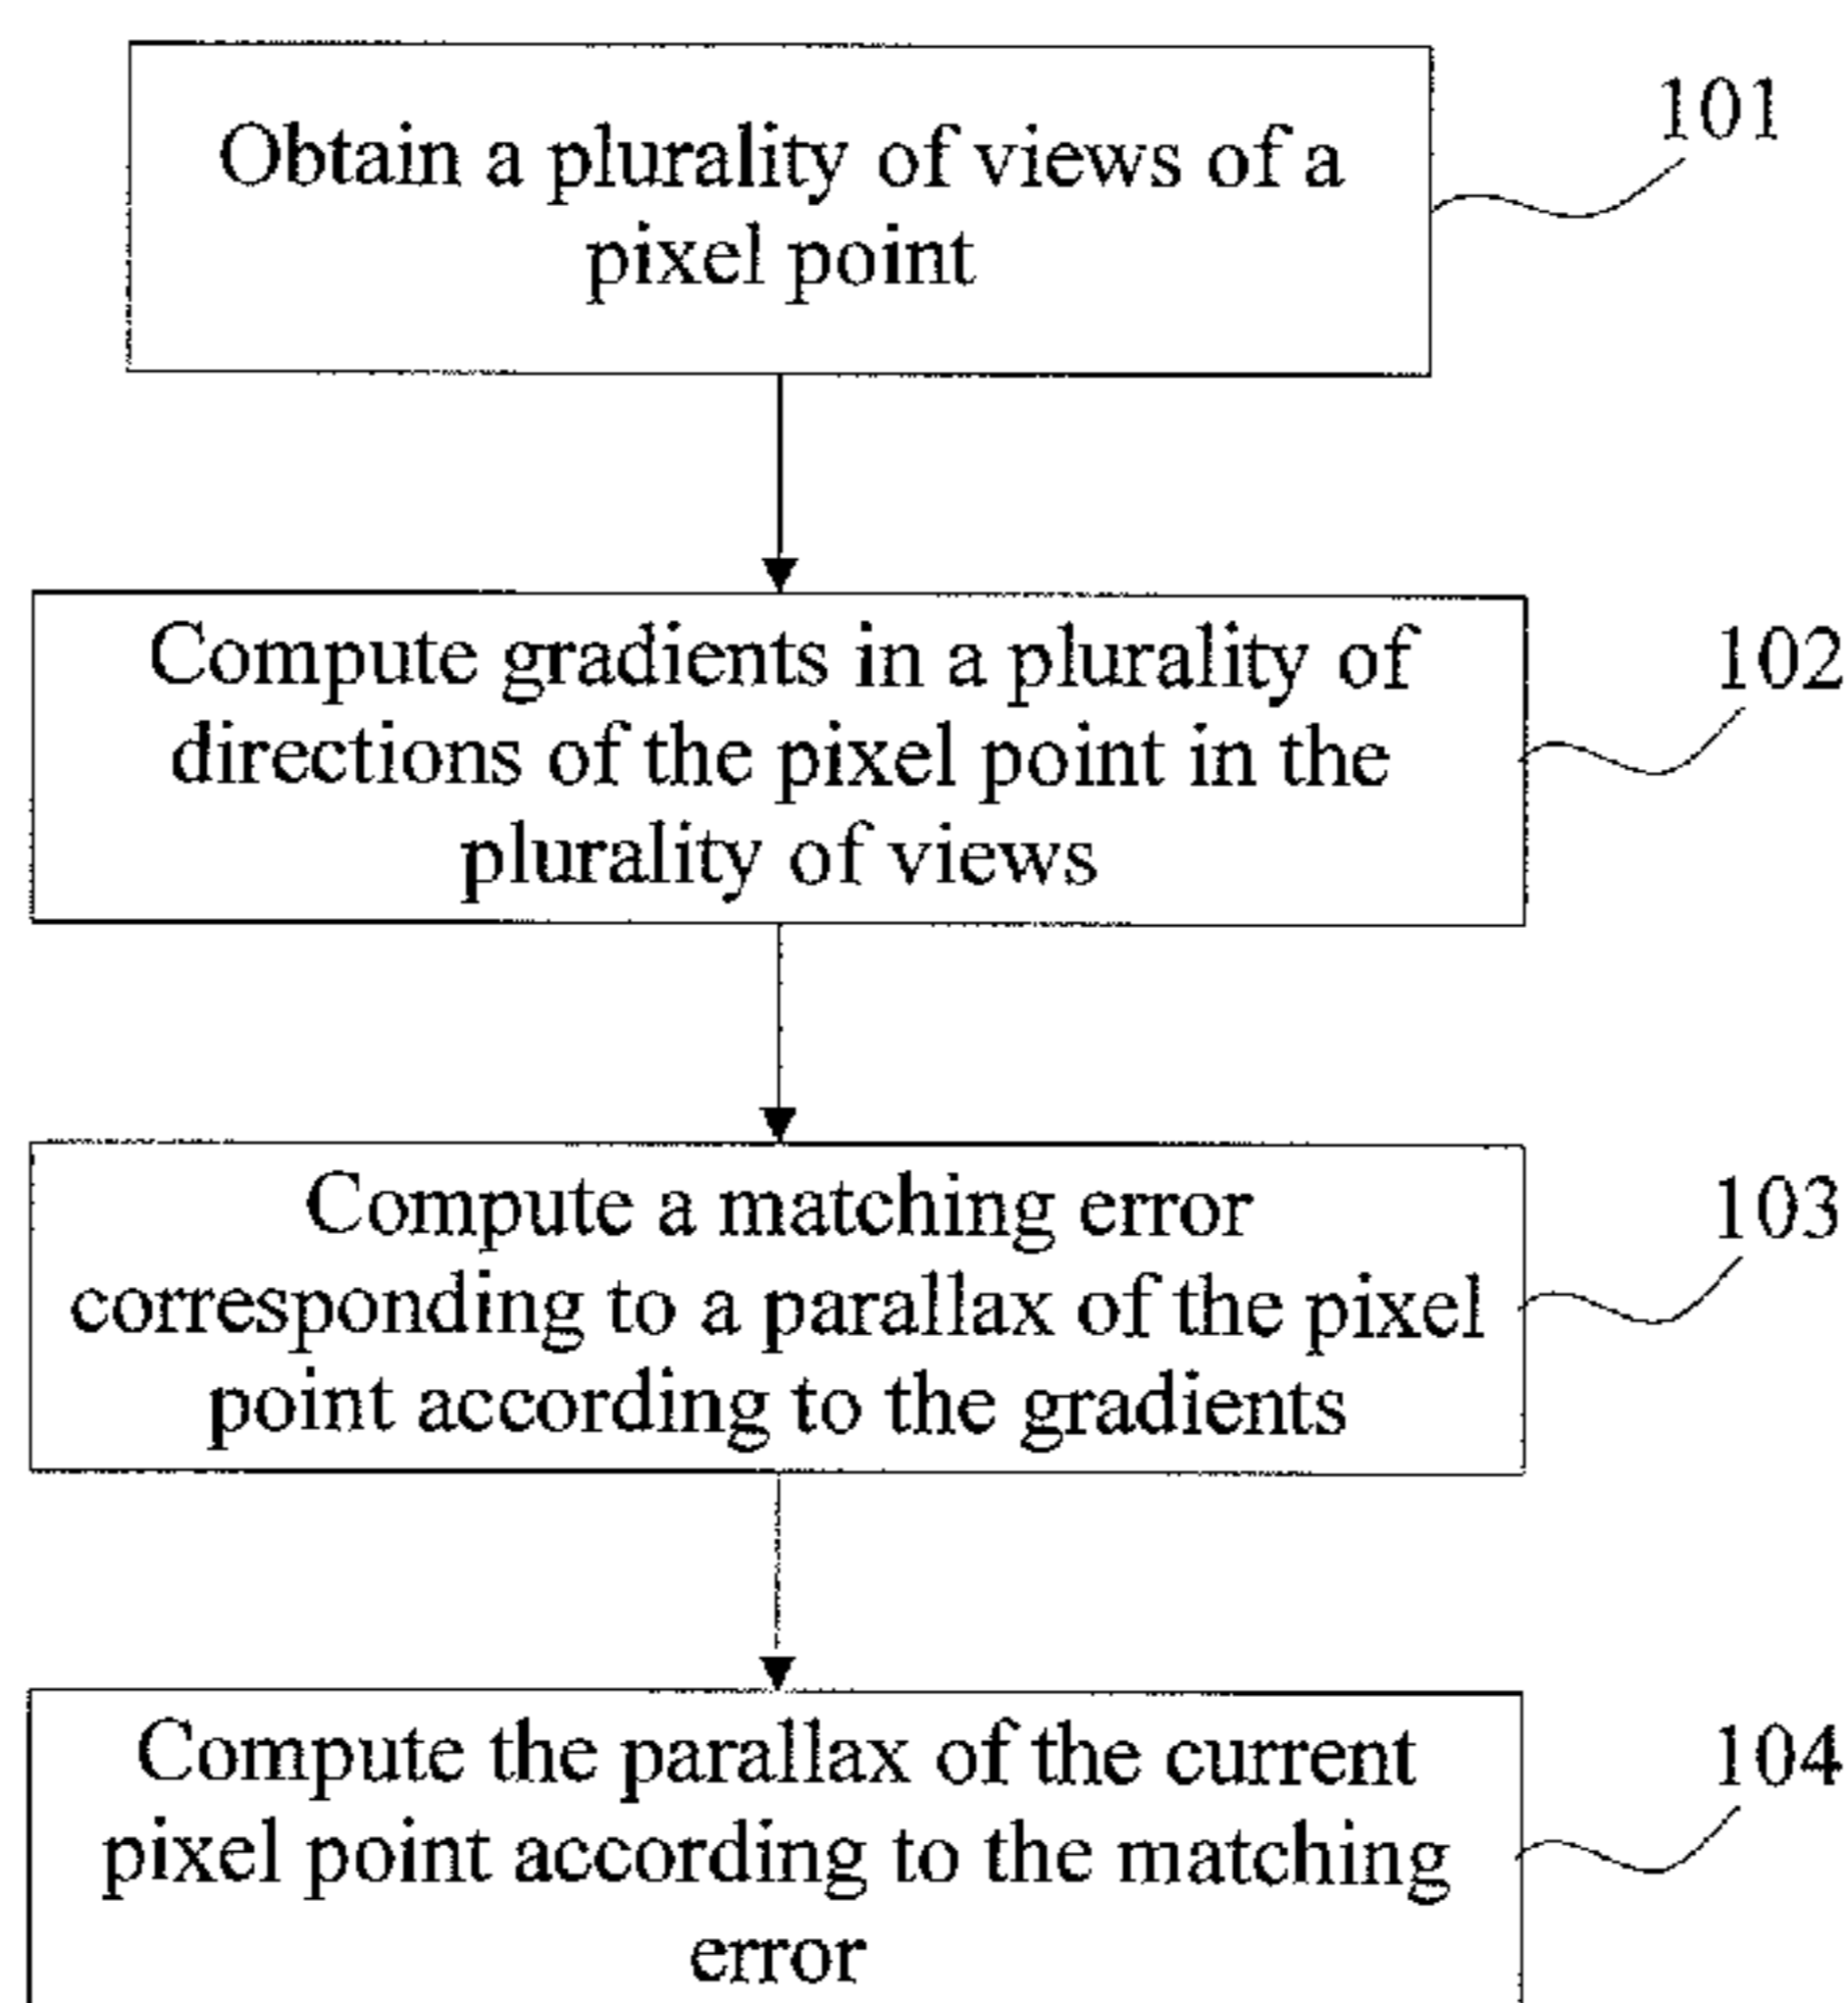 Obtain a plurality of views of a
pixel point
101
Compute gradients in a plurality of
directions of the pixel point in the
plurality of views
102
Compute a matching error
corresponding to a parallax of the pixel
point according to the gradients
103
Compute the parallax of the current
pixel point according to the matching
error
104